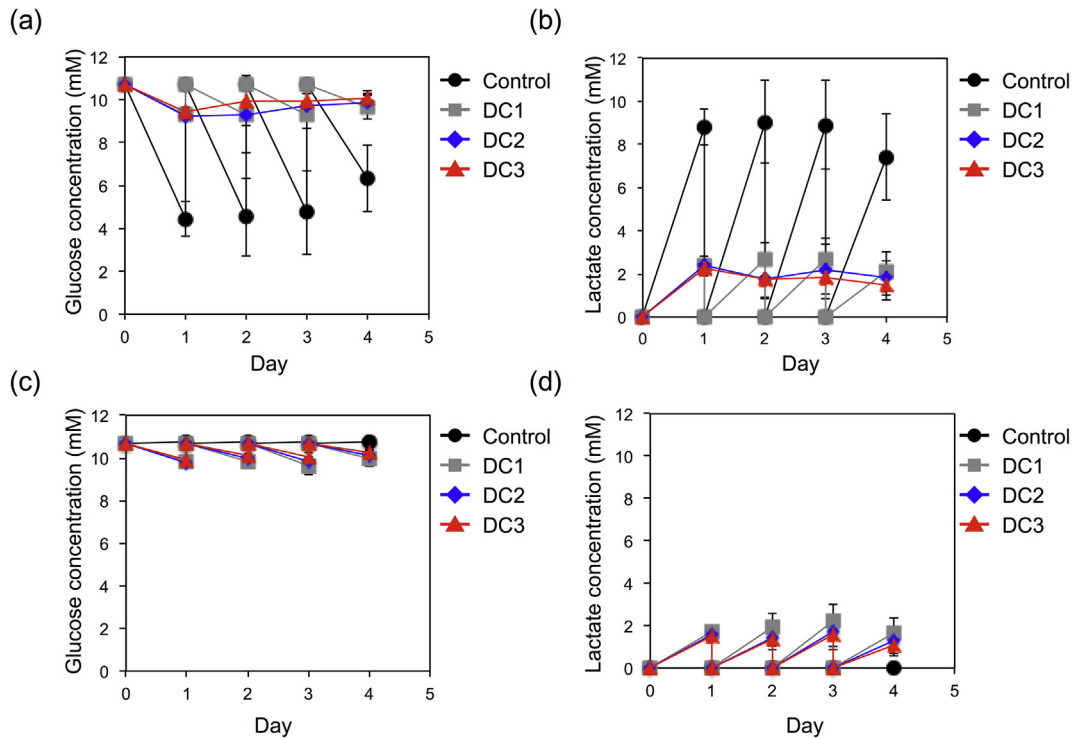 (a)
Glucose concentration (mM)
12
10
8
6
4
2
0
0 1 2 3 4 5
Day
Control
DC1
DC2
DC3
(b)
Lactate concentration (mM)
12
10
8
6
4
2
0
0 1 2 3 4 5
Day
Control
DC1
DC2
DC3
(c)
Glucose concentration (mM)
12
10
8
6
4
2
0
0 1 2 3 4 5
Day
Control
DC1
DC2
DC3
(d)
Lactate concentration (mM)
12
10
8
6
4
2
0
0 1 2 3 4 5
Day
Control
DC1
DC2
DC3